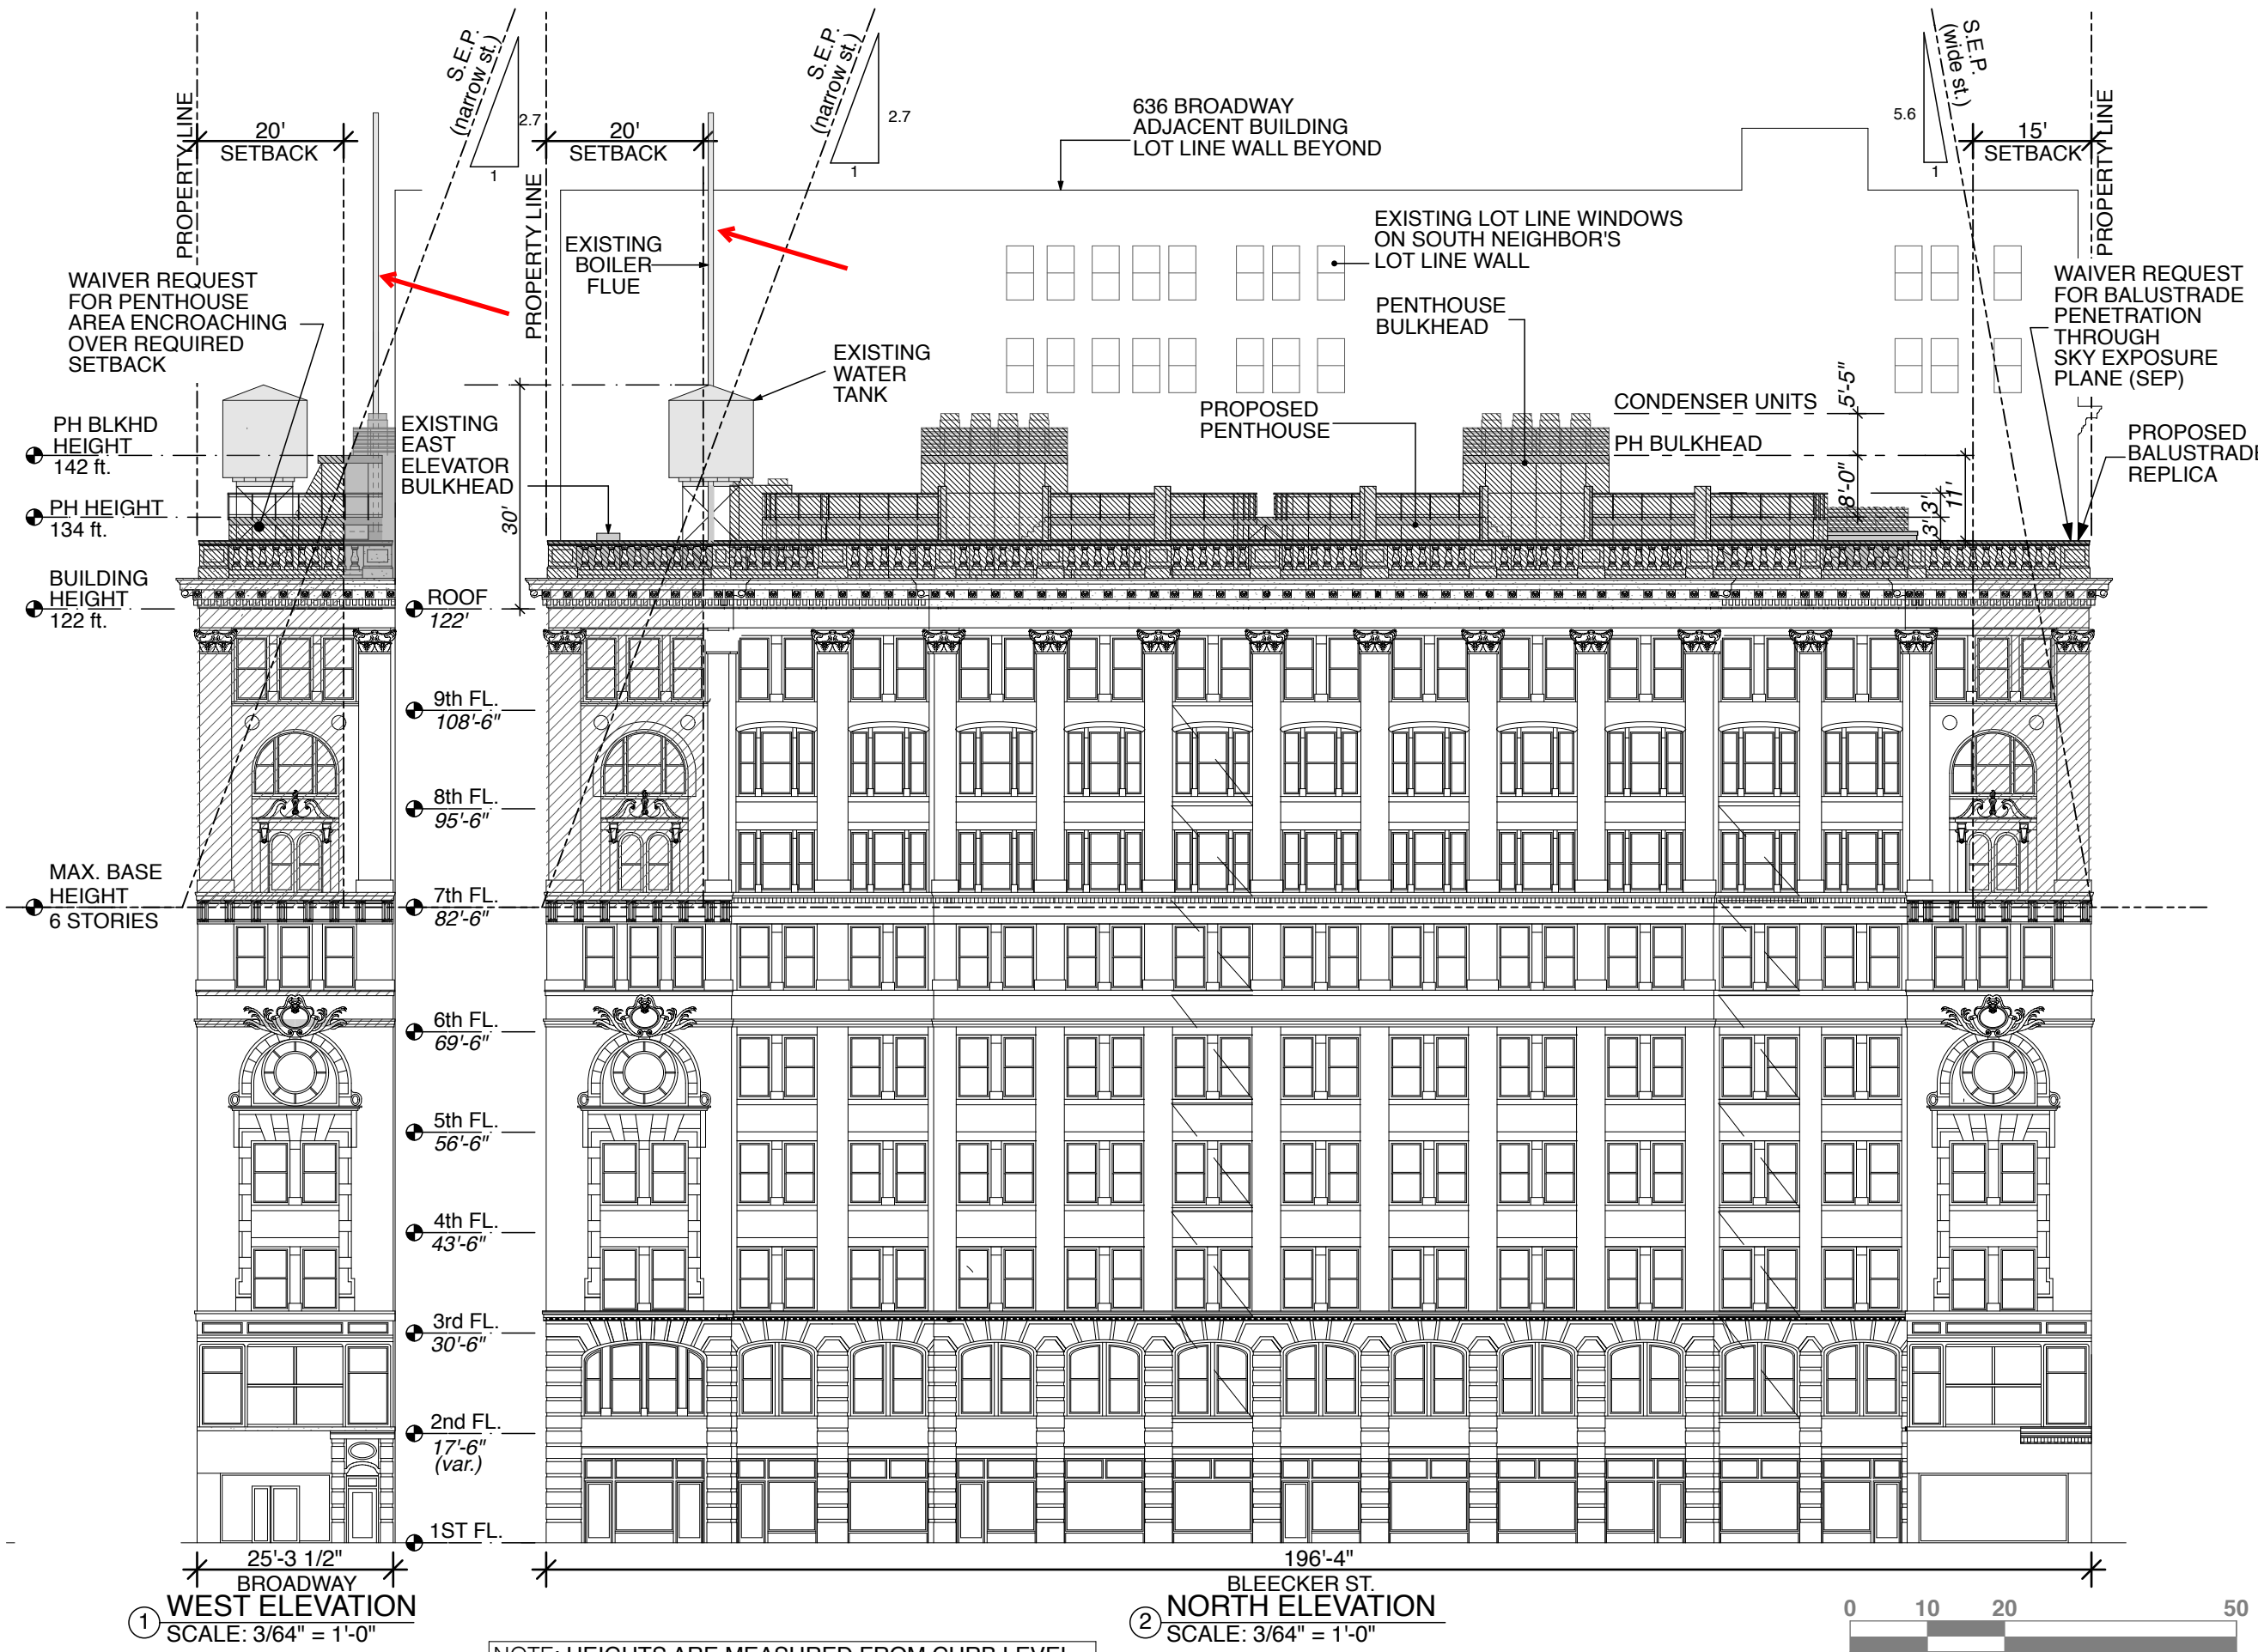 PROPERTY LINE
20'
SETBACK
S.E.P.
(narrow st.)
2.7
1
PROPERTY LINE
20'
SETBACK
S.E.P.
(narrow st.)
2.7
1
636 BROADWAY
ADJACENT BUILDING
LOT LINE WALL BEYOND
5.6
1
S.E.P.
(wide st.)
15'
SETBACK
PROPERTY LINE
WAIVER REQUEST
FOR PENTHOUSE
AREA ENCROACHING
OVER REQUIRED
SETBACK
EXISTING
BOILER
FLUE
EXISTING
WATER
TANK
EXISTING LOT LINE WINDOWS
ON SOUTH NEIGHBOR'S
LOT LINE WALL
PENTHOUSE
BULKHEAD
PROPOSED
PENTHOUSE
WAIVER REQUEST
FOR BALUSTRADE
PENETRATION
THROUGH
SKY EXPOSURE
PLANE (SEP)
CONDENSER UNITS
PH BULKHEAD
5'-5"
8'-0"
3'
3'
11'
PROPOSED
BALUSTRADE
REPLICA
EXISTING
EAST
ELEVATOR
BULKHEAD
30'
PH BLKHD
HEIGHT
142 ft.
PH HEIGHT
134 ft.
BUILDING
HEIGHT
122 ft.
MAX. BASE
HEIGHT
6 STORIES
ROOF
122'
9th FL.
108'-6"
8th FL.
95'-6"
7th FL.
82'-6"
6th FL.
69'-6"
5th FL.
56'-6"
4th FL.
43'-6"
3rd FL.
30'-6"
2nd FL.
17'-6"
(var.)
1ST FL.
25'-3 1/2"
BROADWAY
1 WEST ELEVATION
SCALE: 3/64" = 1'-0"
196'-4"
BLEECKER ST.
2 NORTH ELEVATION
SCALE: 3/64" = 1'-0"
NOTE: HEIGHTS ARE MEASURED FROM CURB LEVEL
0 10 20 50